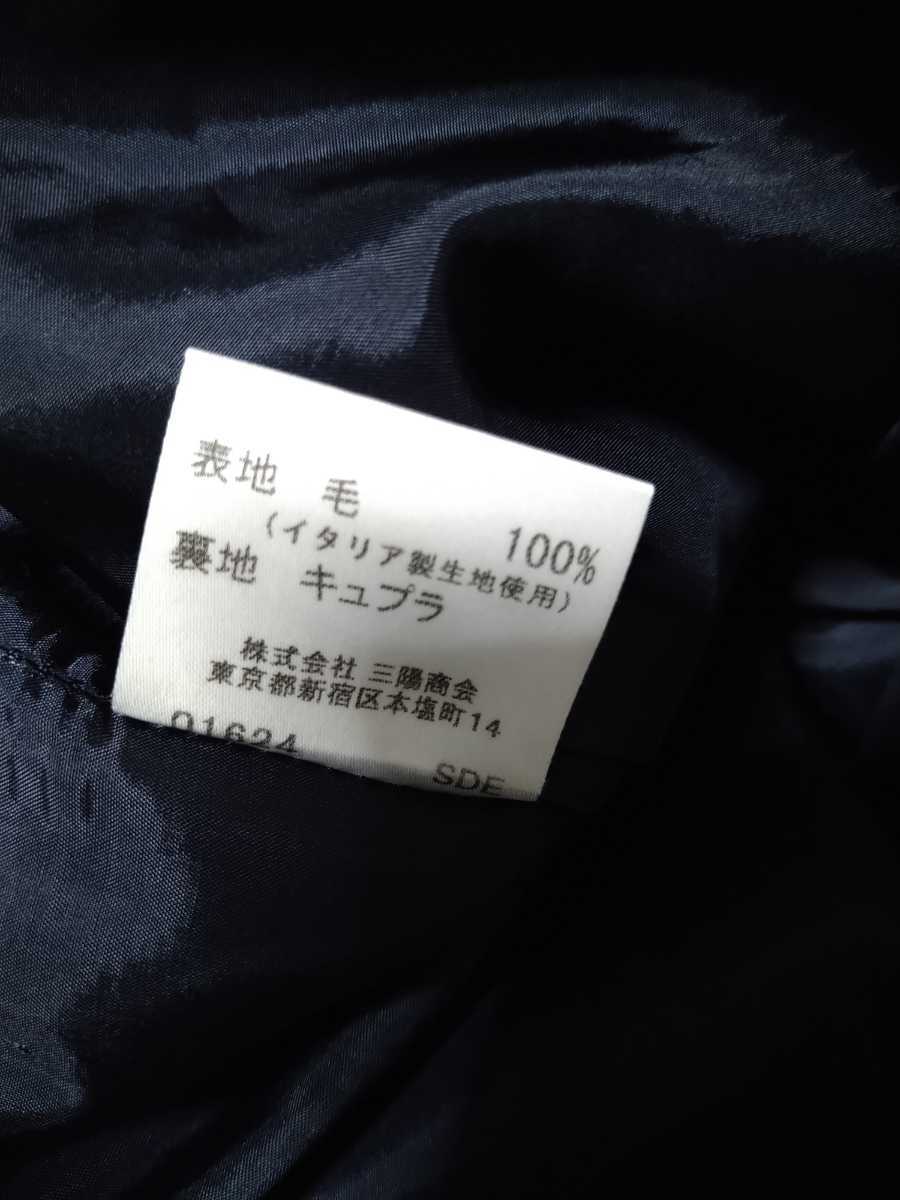 表地 毛 100%
(イタリア製生地使用)
裏地 キュプラ
株式会社 三陽商会
東京都新宿区本塩町14
01624 SDE